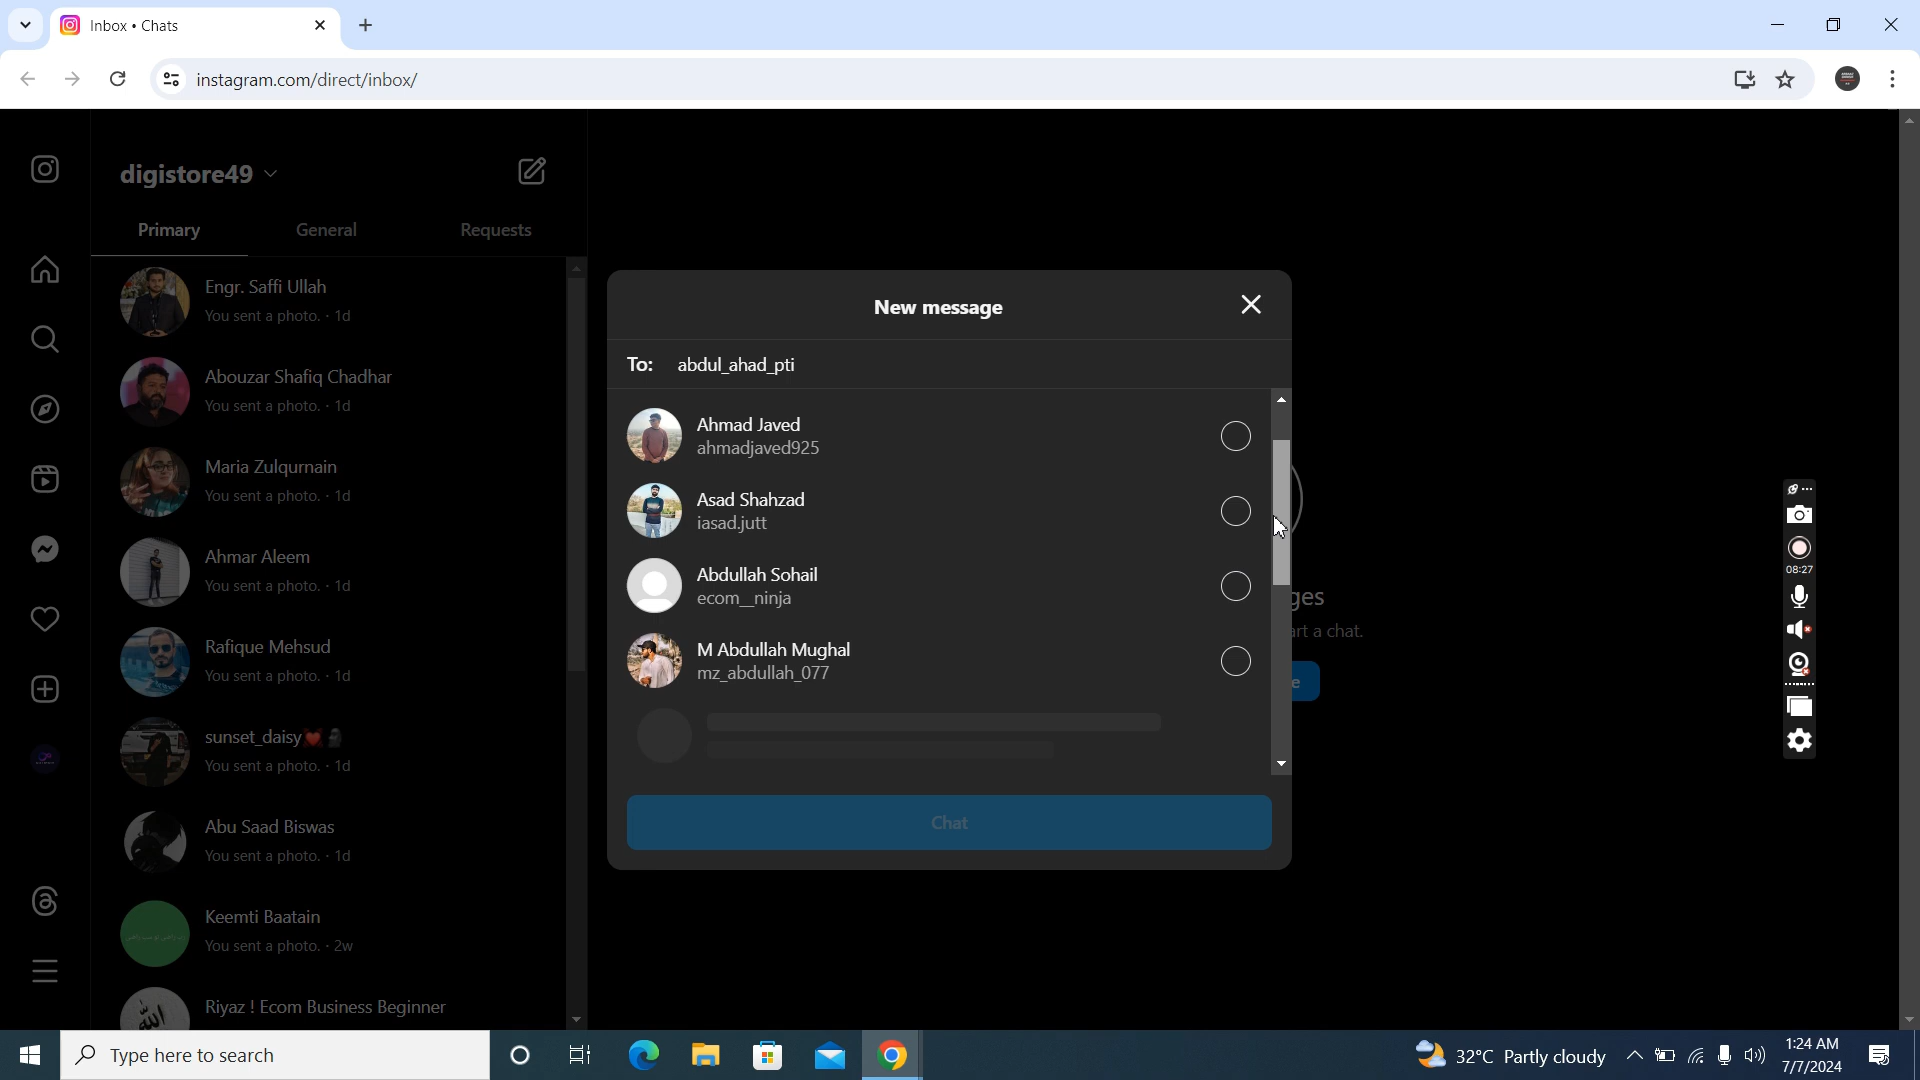 Inbox • Chats
instagram.com/direct/inbox/
digistore49
Primary
General
Requests
Engr. Saffi Ullah
You sent a photo. · 1d
Abouzar Shafiq Chadhar
You sent a photo. · 1d
Maria Zulqurnain
You sent a photo. · 1d
Ahmar Aleem
You sent a photo. · 1d
Rafique Mehsud
You sent a photo. · 1d
sunset_daisy
You sent a photo. · 1d
Abu Saad Biswas
You sent a photo. · 1d
Keemti Baatain
You sent a photo. · 2w
Riyaz ! Ecom Business Beginner
New message
To: abdul_ahad_pti
Ahmad Javed
ahmadjaved925
Asad Shahzad
iasad.jutt
Abdullah Sohail
ecom__ninja
M Abdullah Mughal
mz_abdullah_077
Chat
ges
art a chat.
e
08:27
Type here to search
32°C Partly cloudy
1:24 AM
7/7/2024